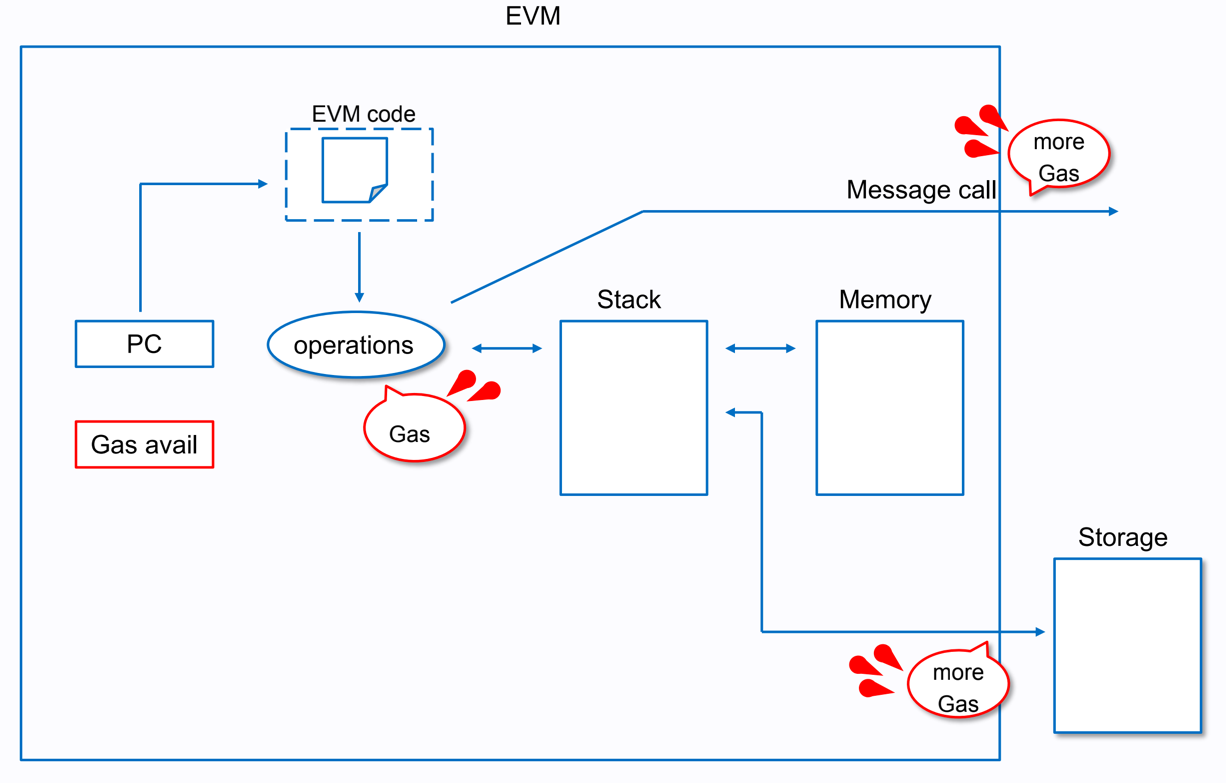 EVM
EVM code
more
Gas
Message call
Stack
Memory
PC
operations
Gas avail
Gas
Storage
more
Gas